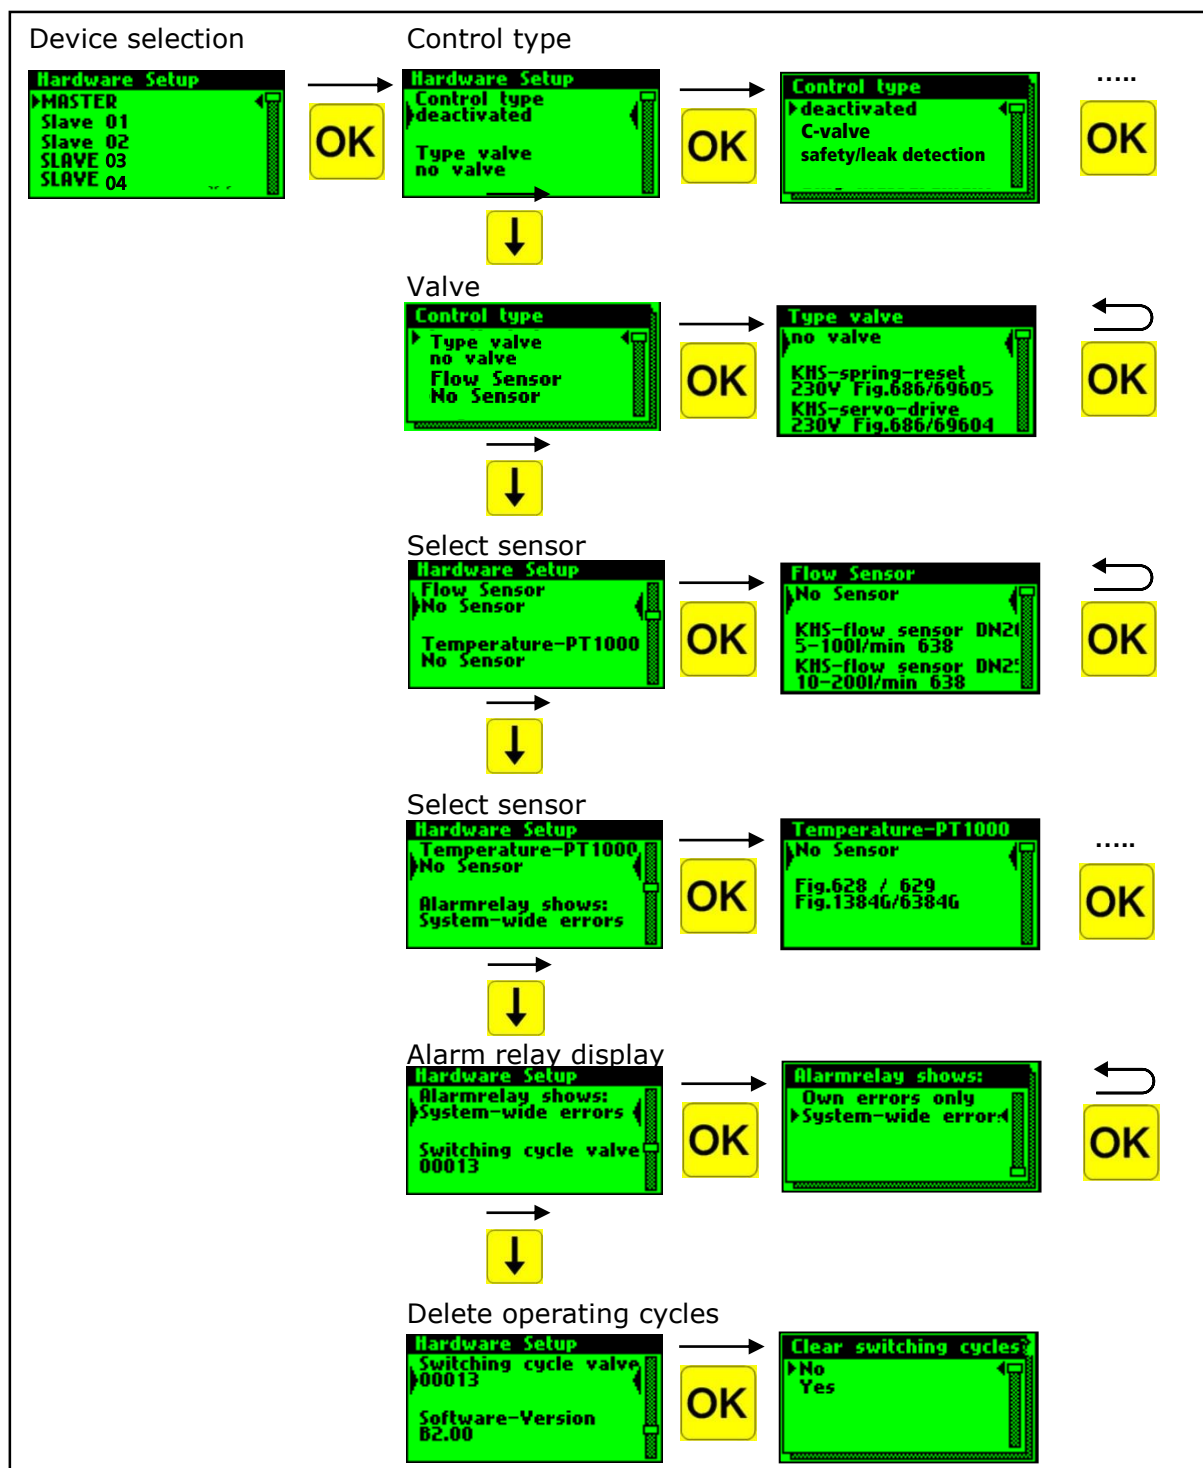 Device selection
Control type
Hardware Setup
MASTER
Slave 01
Slave 02
SLAVE 03
SLAVE 04
OK
Hardware Setup
Control type
deactivated
Type valve
no valve
OK
Control type
deactivated
C-valve
safety/leak detection
.....
OK
Valve
Control type
Type valve
no valve
Flow Sensor
No Sensor
OK
Type valve
no valve
KHS-spring-reset
230V Fig.686/69605
KHS-servo-drive
230V Fig.686/69604
OK
Select sensor
Hardware Setup
Flow Sensor
No Sensor
Temperature-PT1000
No Sensor
OK
Flow Sensor
No Sensor
KHS-flow sensor
5-100l/min 638
KHS-flow sensor
10-200l/min 638
OK
Select sensor
Hardware Setup
Temperature-PT1000
No Sensor
Alarmrelay shows:
System-wide errors
OK
Temperature-PT1000
No Sensor
Fig.628 / 629
Fig.1384G/6384G
.....
OK
Alarm relay display
Hardware Setup
Alarmrelay shows:
System-wide errors
Switching cycle valve
00013
OK
Alarmrelay shows:
Own errors only
System-wide error
OK
Delete operating cycles
Hardware Setup
Switching cycle valve
00013
Software-Version
B2.00
OK
Clear switching cycles?
No
Yes